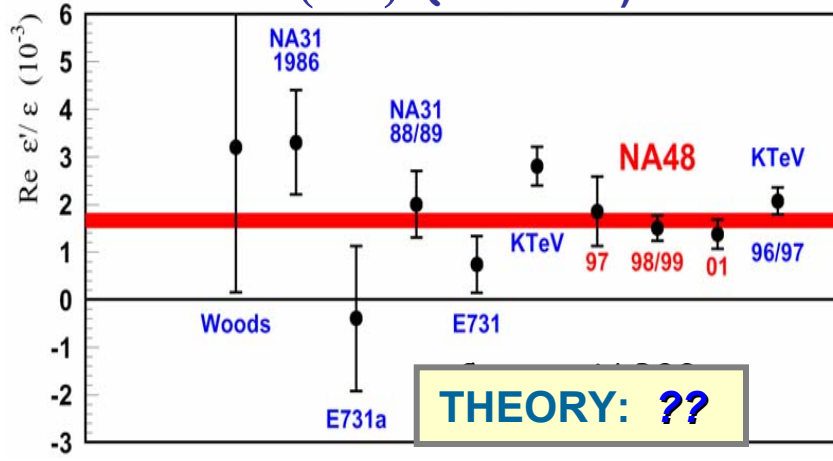 6
5
4
3
2
1
0
-1
-2
-3
Re ε'/ε (10⁻³)
NA31
1986
NA31
88/89
NA48
KTeV
KTeV
97
98/99
01
96/97
Woods
E731
E731a
THEORY: ??